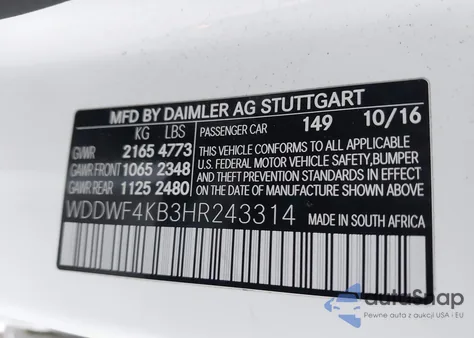 MFD BY DAIMLER AG STUTTGART
KG LBS PASSENGER CAR 149 10/16
GVWR 2165 4773 THIS VEHICLE CONFORMS TO ALL APPLICABLE
GAWR FRONT 1065 2348 U.S. FEDERAL MOTOR VEHICLE SAFETY, BUMPER
GAWR REAR 1125 2480 AND THEFT PREVENTION STANDARDS IN EFFECT ON THE DATE OF MANUFACTURE SHOWN ABOVE.
WDDWF4KB3HR243314 MADE IN SOUTH AFRICA
autoSnap
Pewne auta z aukcji USA i EU